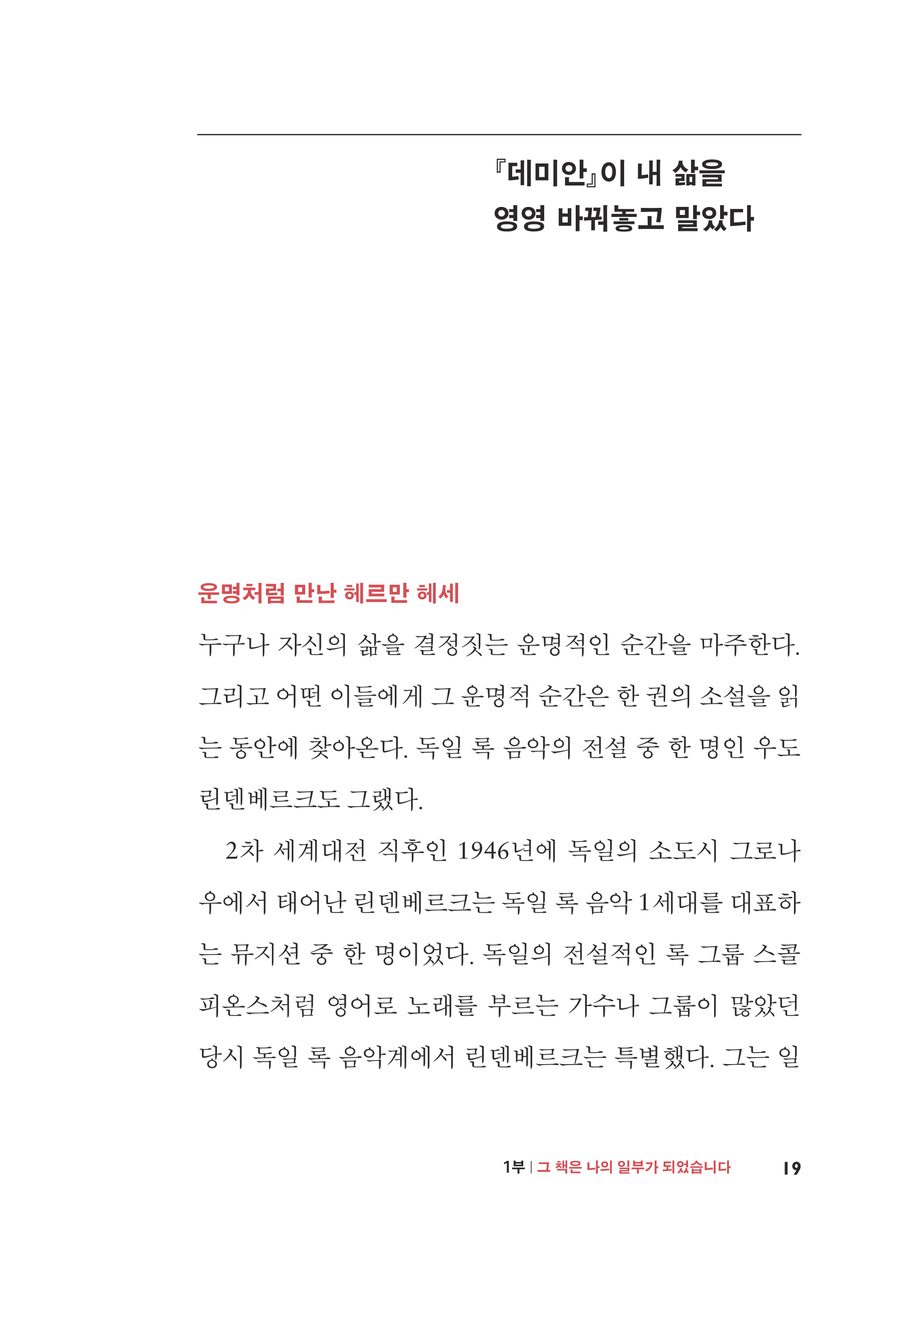 『데미안』이 내 삶을
영영 바꿔놓고 말았다
운명처럼 만난 헤르만 헤세
누구나 자신의 삶을 결정짓는 운명적인 순간을 마주한다.
그리고 어떤 이들에게 그 운명적 순간은 한 권의 소설을 읽
는 동안에 찾아온다. 독일 록 음악의 전설 중 한 명인 우도
린덴베르크도 그랬다.
2차 세계대전 직후인 1946년에 독일의 소도시 그로나
우에서 태어난 린덴베르크는 독일 록 음악 1세대를 대표하
는 뮤지션 중 한 명이었다. 독일의 전설적인 록 그룹 스콜
피온스처럼 영어로 노래를 부르는 가수나 그룹이 많았던
당시 독일 록 음악계에서 린덴베르크는 특별했다. 그는 일
1부 | 그 책은 나의 일부가 되었습니다 19